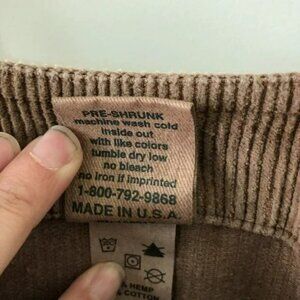 PRE-SHRUNK
machine wash cold
inside out
with like colors
tumble dry low
no bleach
no iron if imprinted
1-800-792-9868
MADE IN U.S.A.
HEMP
COTTON